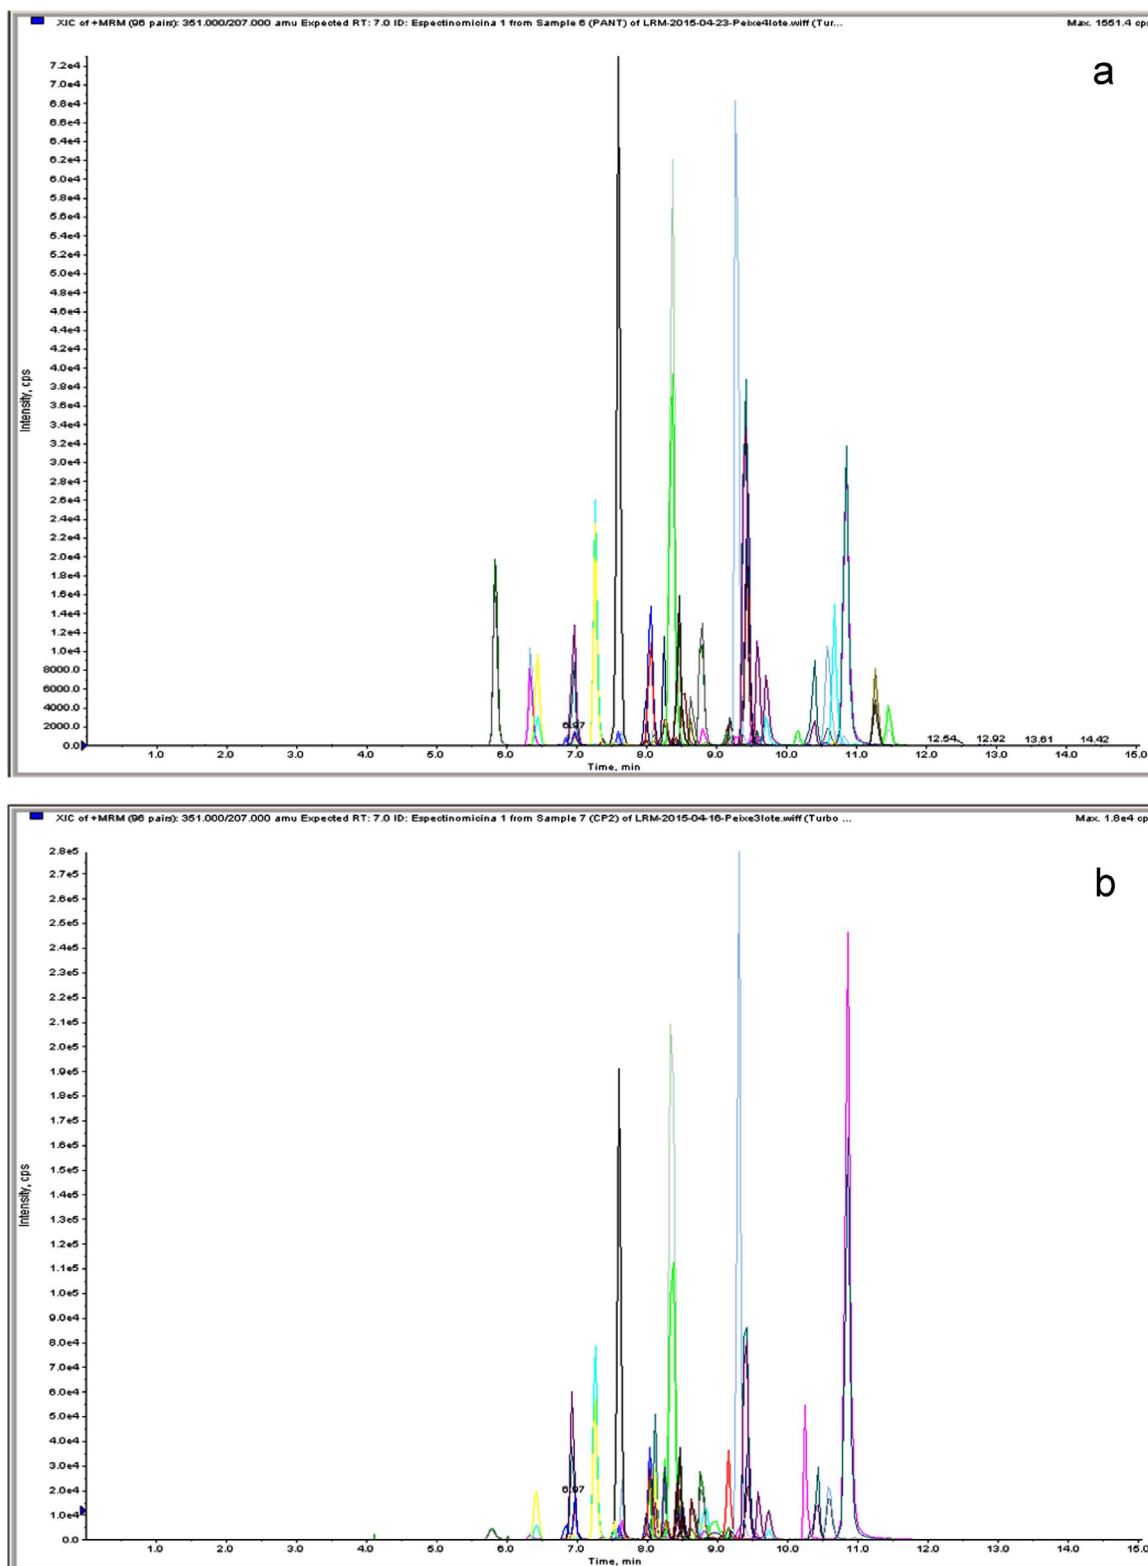 XIC of +MRM (96 pairs): 351.000/207.000 amu Expected RT: 7.0 ID: Espectinomicina 1 from Sample 6 (PANT) of LRM-2015-04-23-Peixe4lote.wiff (Tur... Max. 1551.4 cps
a
7.2e4
7.0e4
6.8e4
6.6e4
6.4e4
6.2e4
6.0e4
5.8e4
5.6e4
5.4e4
5.2e4
5.0e4
4.8e4
4.6e4
4.4e4
4.2e4
4.0e4
3.8e4
3.6e4
3.4e4
3.2e4
3.0e4
2.8e4
2.6e4
2.4e4
2.2e4
2.0e4
1.8e4
1.6e4
1.4e4
1.2e4
1.0e4
8000.0
6000.0
4000.0
2000.0
0.0
Intensity, cps
6.97 12.54 12.92 13.61 14.42
1.0 2.0 3.0 4.0 5.0 6.0 7.0 8.0 9.0 10.0 11.0 12.0 13.0 14.0 15.0
Time, min
XIC of +MRM (96 pairs): 351.000/207.000 amu Expected RT: 7.0 ID: Espectinomicina 1 from Sample 7 (CP2) of LRM-2015-04-16-Peixe3lote.wiff (Turbo ... Max. 1.8e4 cps
b
2.8e5
2.7e5
2.6e5
2.5e5
2.4e5
2.3e5
2.2e5
2.1e5
2.0e5
1.9e5
1.8e5
1.7e5
1.6e5
1.5e5
1.4e5
1.3e5
1.2e5
1.1e5
1.0e5
9.0e4
8.0e4
7.0e4
6.0e4
5.0e4
4.0e4
3.0e4
2.0e4
1.0e4
0.0
Intensity, cps
6.97
1.0 2.0 3.0 4.0 5.0 6.0 7.0 8.0 9.0 10.0 11.0 12.0 13.0 14.0 15.0
Time, min